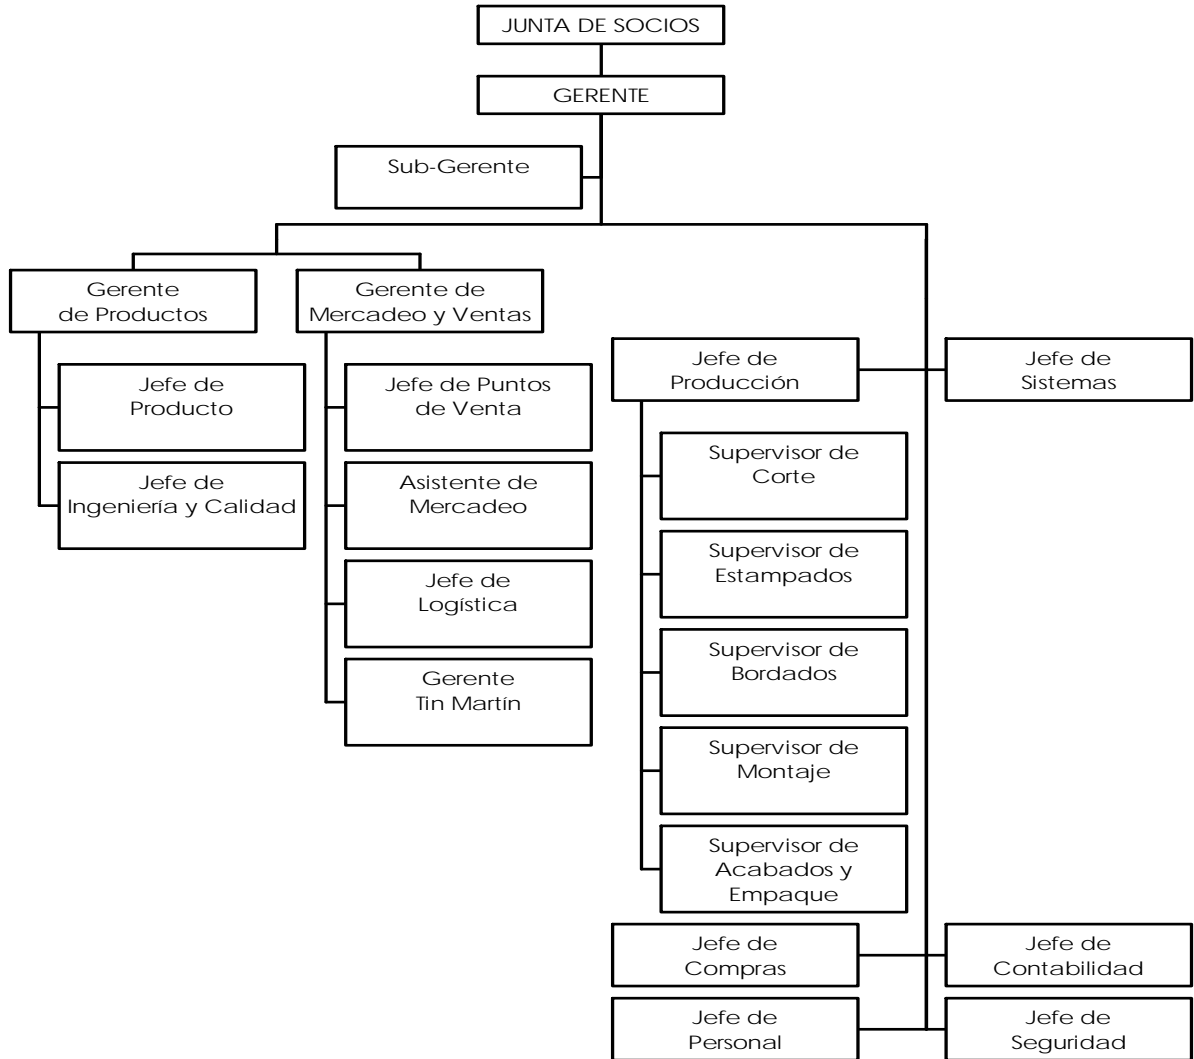 JUNTA DE SOCIOS
GERENTE
Sub-Gerente
Gerente
de Productos
Gerente de
Mercadeo y Ventas
Jefe de
Producto
Jefe de
Ingeniería y Calidad
Jefe de Puntos
de Venta
Asistente de
Mercadeo
Jefe de
Logística
Gerente
Tin Martín
Jefe de
Producción
Jefe de
Sistemas
Supervisor de
Corte
Supervisor de
Estampados
Supervisor de
Bordados
Supervisor de
Montaje
Supervisor de
Acabados y
Empaque
Jefe de
Compras
Jefe de
Contabilidad
Jefe de
Personal
Jefe de
Seguridad